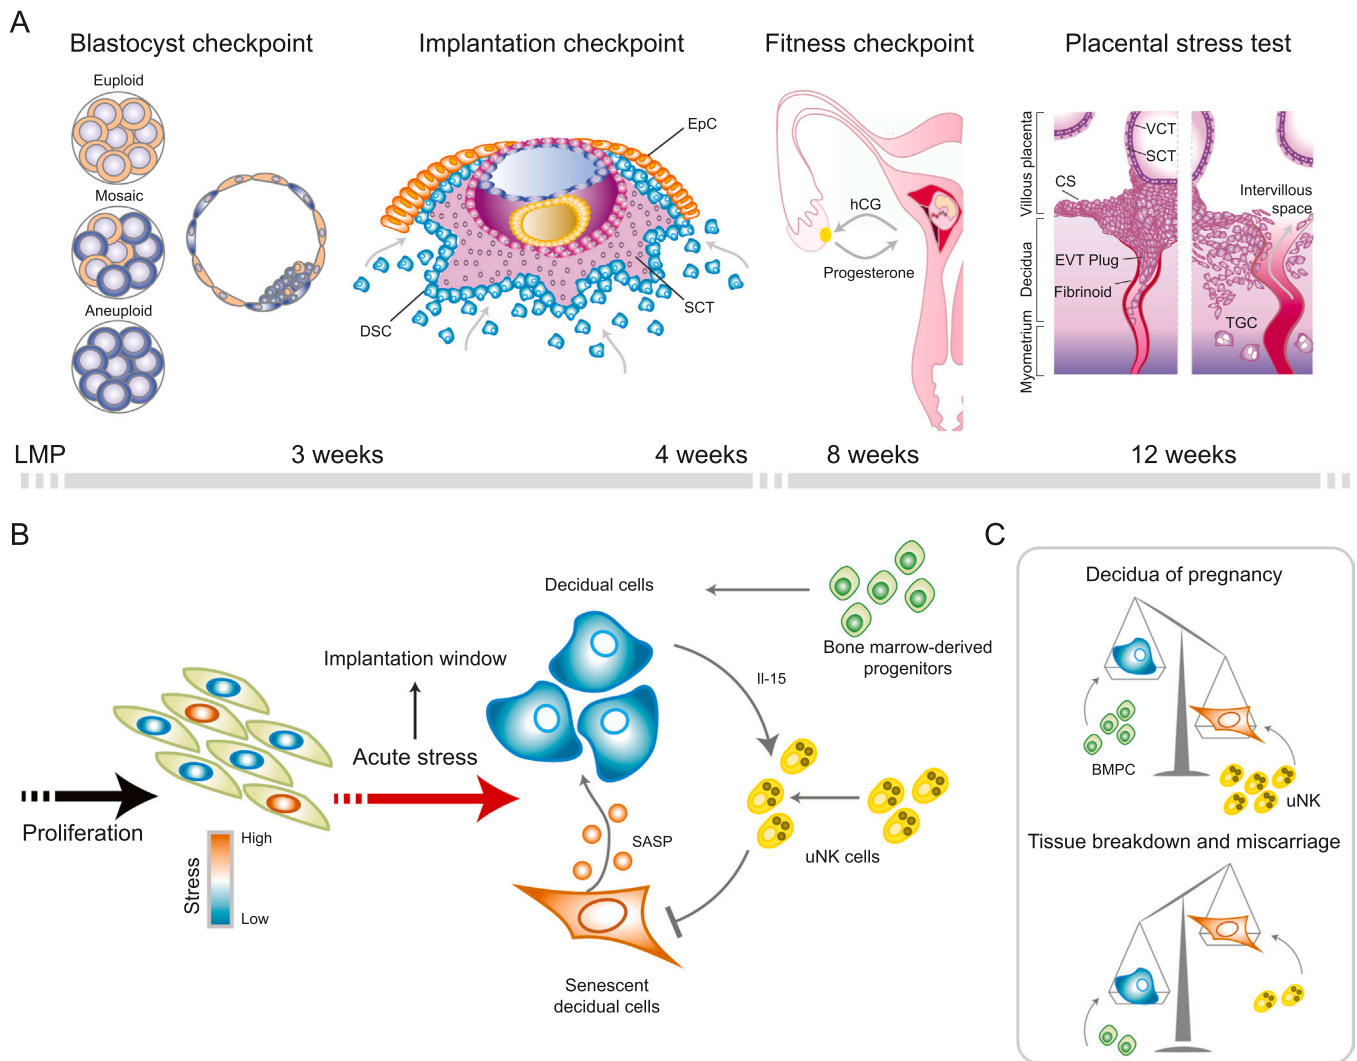 A
Blastocyst checkpoint
Implantation checkpoint
Fitness checkpoint
Placental stress test
Euploid
Mosaic
Aneuploid
EpC
DSC
SCT
hCG
Progesterone
Villous placenta
Decidua
Myometrium
VCT
SCT
CS
Intervillous
space
EVT Plug
Fibrinoid
TGC
LMP
3 weeks
4 weeks
8 weeks
12 weeks
B
Proliferation
Stress
High
Low
Implantation window
Acute stress
Decidual cells
Bone marrow-derived
progenitors
Il-15
uNK cells
SASP
Senescent
decidual cells
C
Decidua of pregnancy
BMPC
uNK
Tissue breakdown and miscarriage